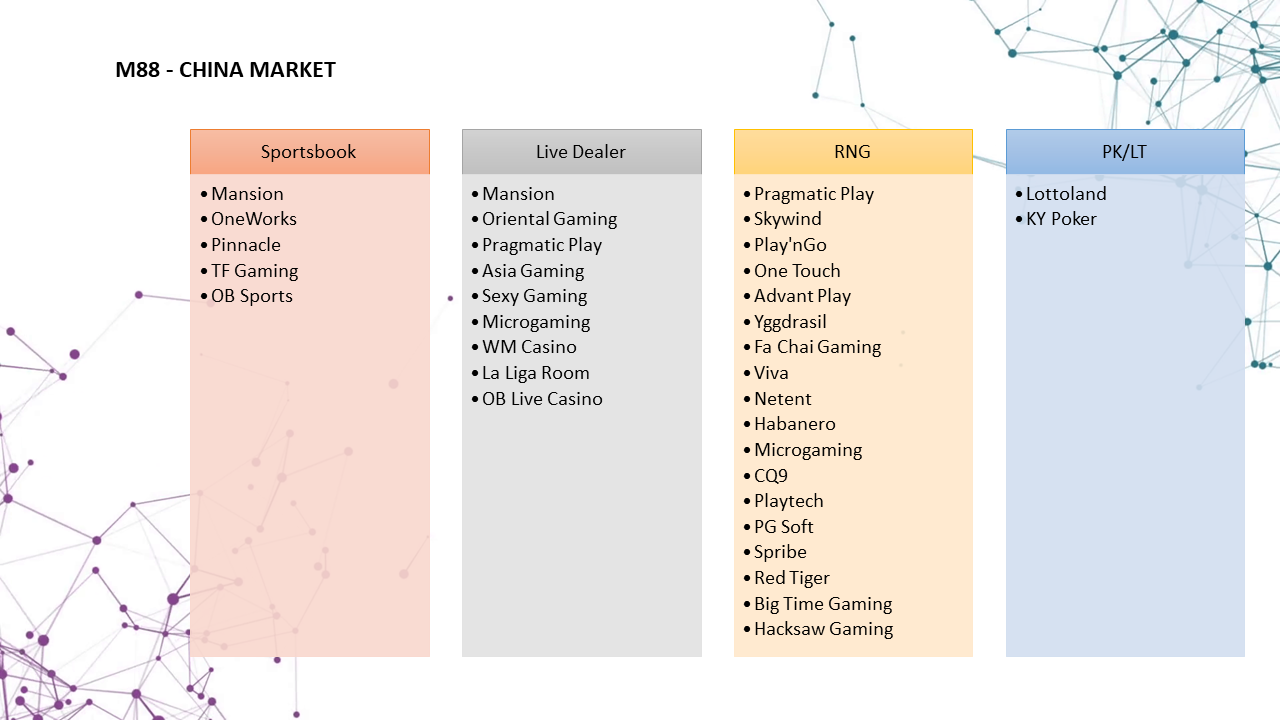 M88 - CHINA MARKET
Sportsbook
• Mansion
• OneWorks
• Pinnacle
• TF Gaming
• OB Sports
Live Dealer
• Mansion
• Oriental Gaming
• Pragmatic Play
• Asia Gaming
• Sexy Gaming
• Microgaming
• WM Casino
• La Liga Room
• OB Live Casino
RNG
• Pragmatic Play
• Skywind
• Play'nGo
• One Touch
• Advant Play
• Yggdrasil
• Fa Chai Gaming
• Viva
• Netent
• Habanero
• Microgaming
• CQ9
• Playtech
• PG Soft
• Spribe
• Red Tiger
• Big Time Gaming
• Hacksaw Gaming
PK/LT
• Lottoland
• KY Poker